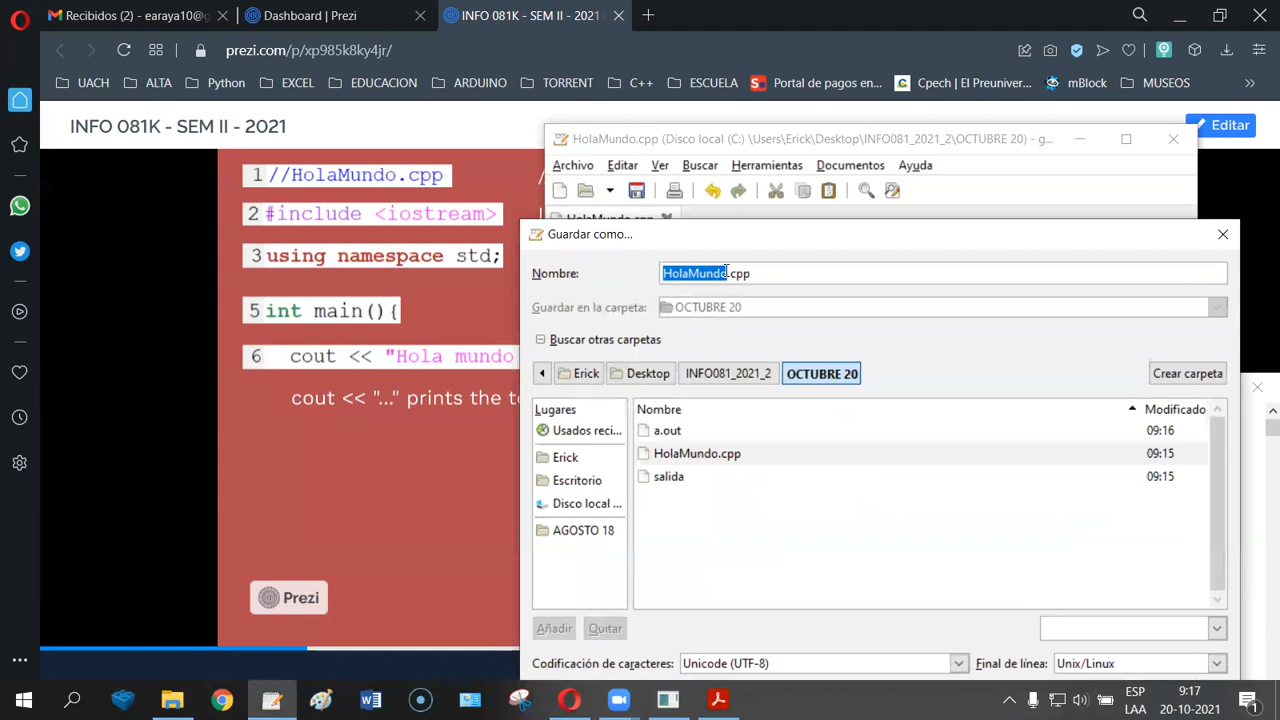 Recibidos (2) - earaya10@g
Dashboard | Prezi
INFO 081K - SEM II - 2021
prezi.com/p/xp985k8ky4jr/
UACH
ALTA
Python
EXCEL
EDUCACION
ARDUINO
TORRENT
C++
ESCUELA
Portal de pagos en...
Cpech | El Preuniver...
mBlock
MUSEOS
INFO 081K - SEM II - 2021
Editar
1 //HolaMundo.cpp
2 #include <iostream>
3 using namespace std;
5 int main(){
6 cout << "Hola mundo
cout << "..." prints the te
Prezi
HolaMundo.cpp (Disco local (C:) \Users\Erick\Desktop\INFO081_2021_2\OCTUBRE 20) - g...
Archivo Editar Ver Buscar Herramientas Documentos Ayuda
HolaMundo.cpp
Guardar como...
Nombre: HolaMundo.cpp
Guardar en la carpeta: OCTUBRE 20
Buscar otras carpetas
Erick Desktop INFO081_2021_2 OCTUBRE 20 Crear carpeta
Lugares
Usados reci...
Erick
Escritorio
Disco local ...
AGOSTO 18
Nombre Modificado
a.out 09:16
HolaMundo.cpp 09:15
salida 09:15
Añadir Quitar
Codificación de caracteres: Unicode (UTF-8) Final de línea: Unix/Linux
ESP
LAA
9:17
20-10-2021
1